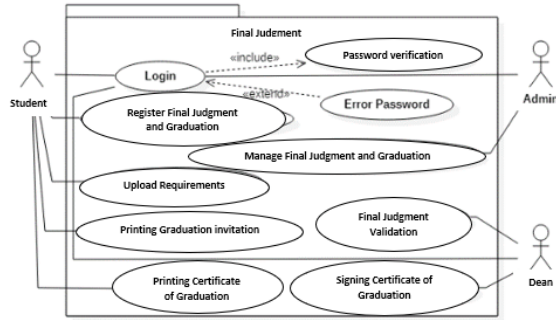 Final Judgment
«include»
Password verification
Login
Student
Admin
«extend»
Error Password
Register Final Judgment
and Graduation
Manage Final Judgment and Graduation
Upload Requirements
Final Judgment
Validation
Printing Graduation invitation
Dean
Printing Certificate
of Graduation
Signing Certificate of
Graduation